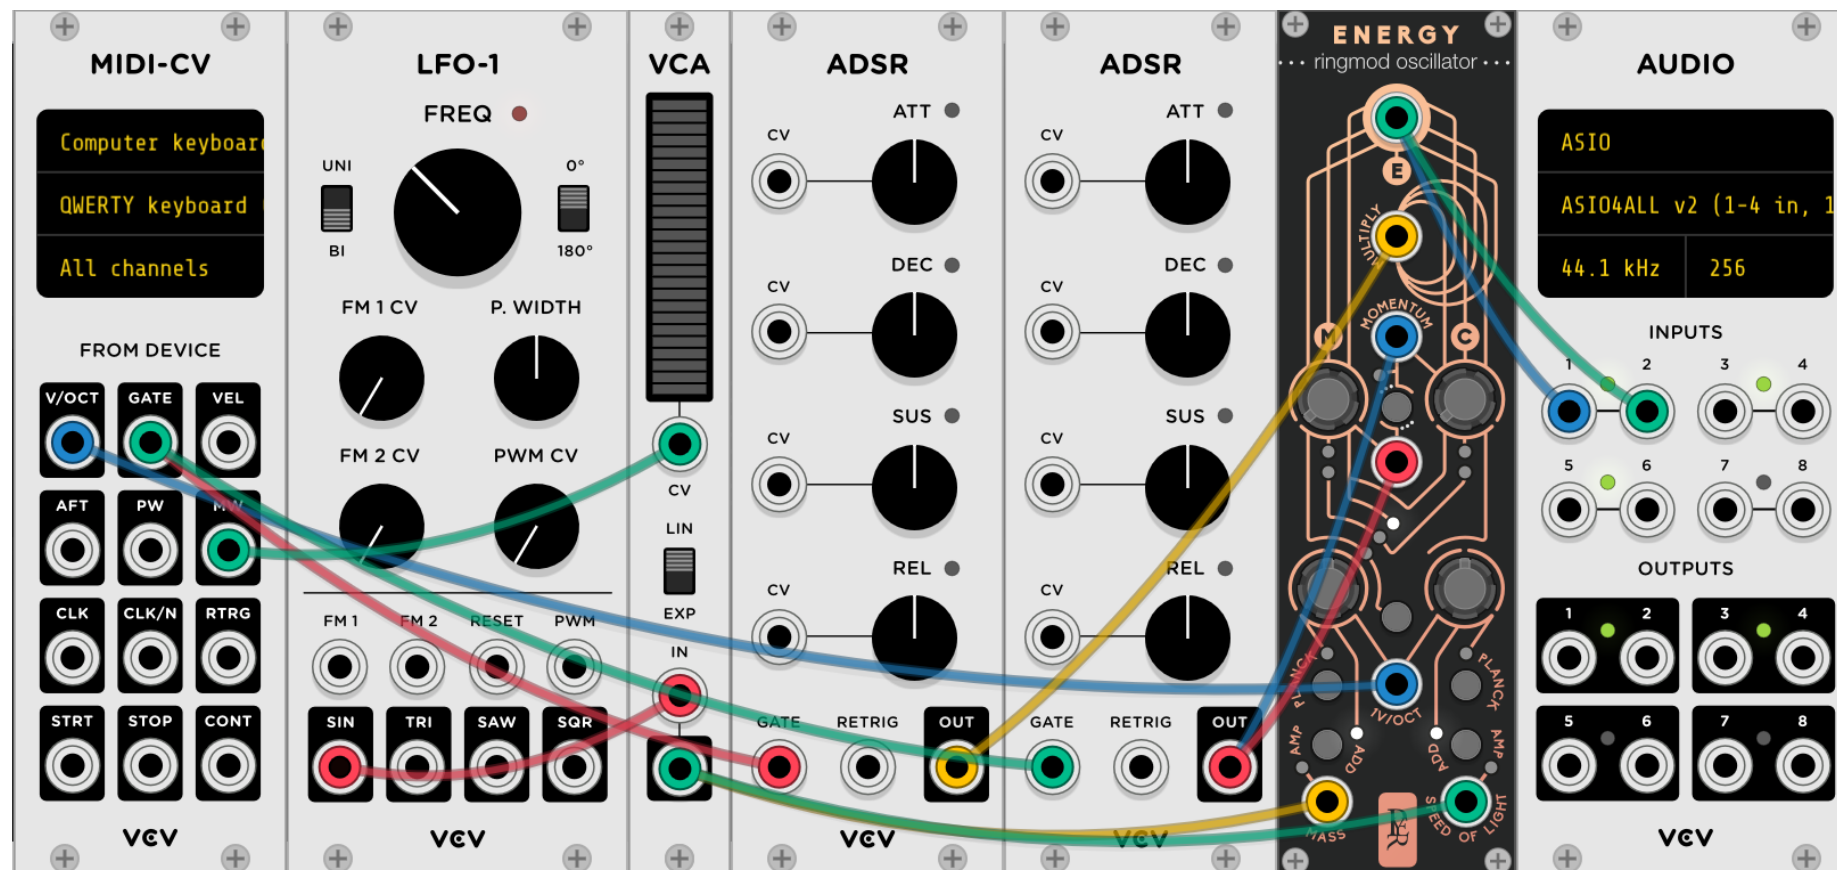 MIDI-CV
Computer keyboard
QWERTY keyboard
All channels
FROM DEVICE
V/OCT GATE VEL
AFT PW MW
CLK CLK/N RTRG
STRT STOP CONT
VCV
LFO-1
FREQ
UNI 0°
BI 180°
FM 1 CV P. WIDTH
FM 2 CV PWM CV
FM 1 FM 2 RESET PWM
SIN TRI SAW SQR
VCV
VCA
CV
LIN
EXP
IN
ADSR
ATT
CV
DEC
CV
SUS
CV
REL
CV
GATE RETRIG OUT
VCV
ADSR
ATT
CV
DEC
CV
SUS
CV
REL
CV
GATE RETRIG OUT
VCV
ENERGY
ringmod oscillator
E
MULTIPLY
MOMENTUM
M C
PLANCK PLANCK
1V/OCT
AMP ADD ADD AMP
MASS SPEED OF LIGHT
AUDIO
ASIO
ASIO4ALL v2 (1-4 in, 1
44.1 kHz 256
INPUTS
1 2 3 4
5 6 7 8
OUTPUTS
1 2 3 4
5 6 7 8
VCV